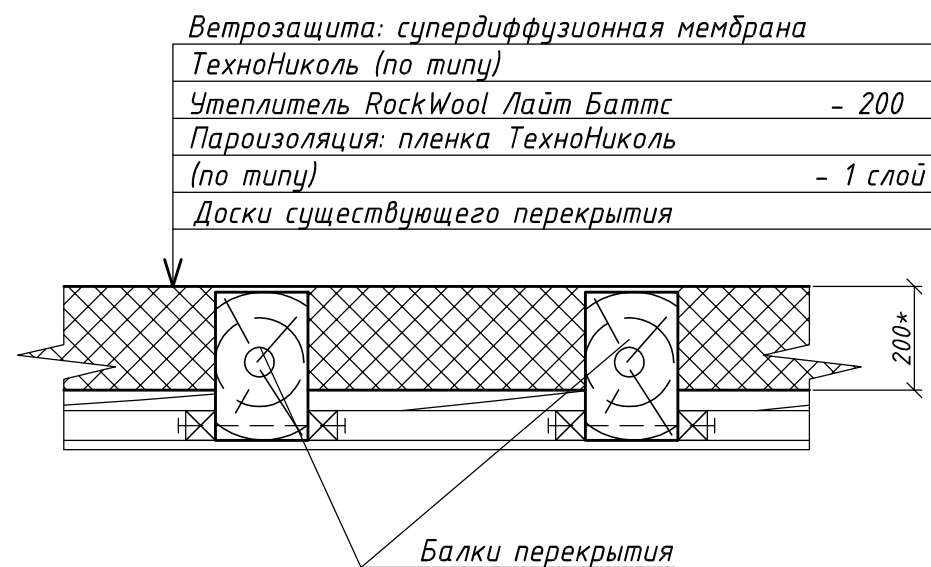 Ветрозащита: супердиффузионная мембрана
ТехноНиколь (по типу)
Утеплитель RockWool Лайт Баттс - 200
Пароизоляция: пленка ТехноНиколь
(по типу) - 1 слой
Доски существующего перекрытия
200*
Балки перекрытия